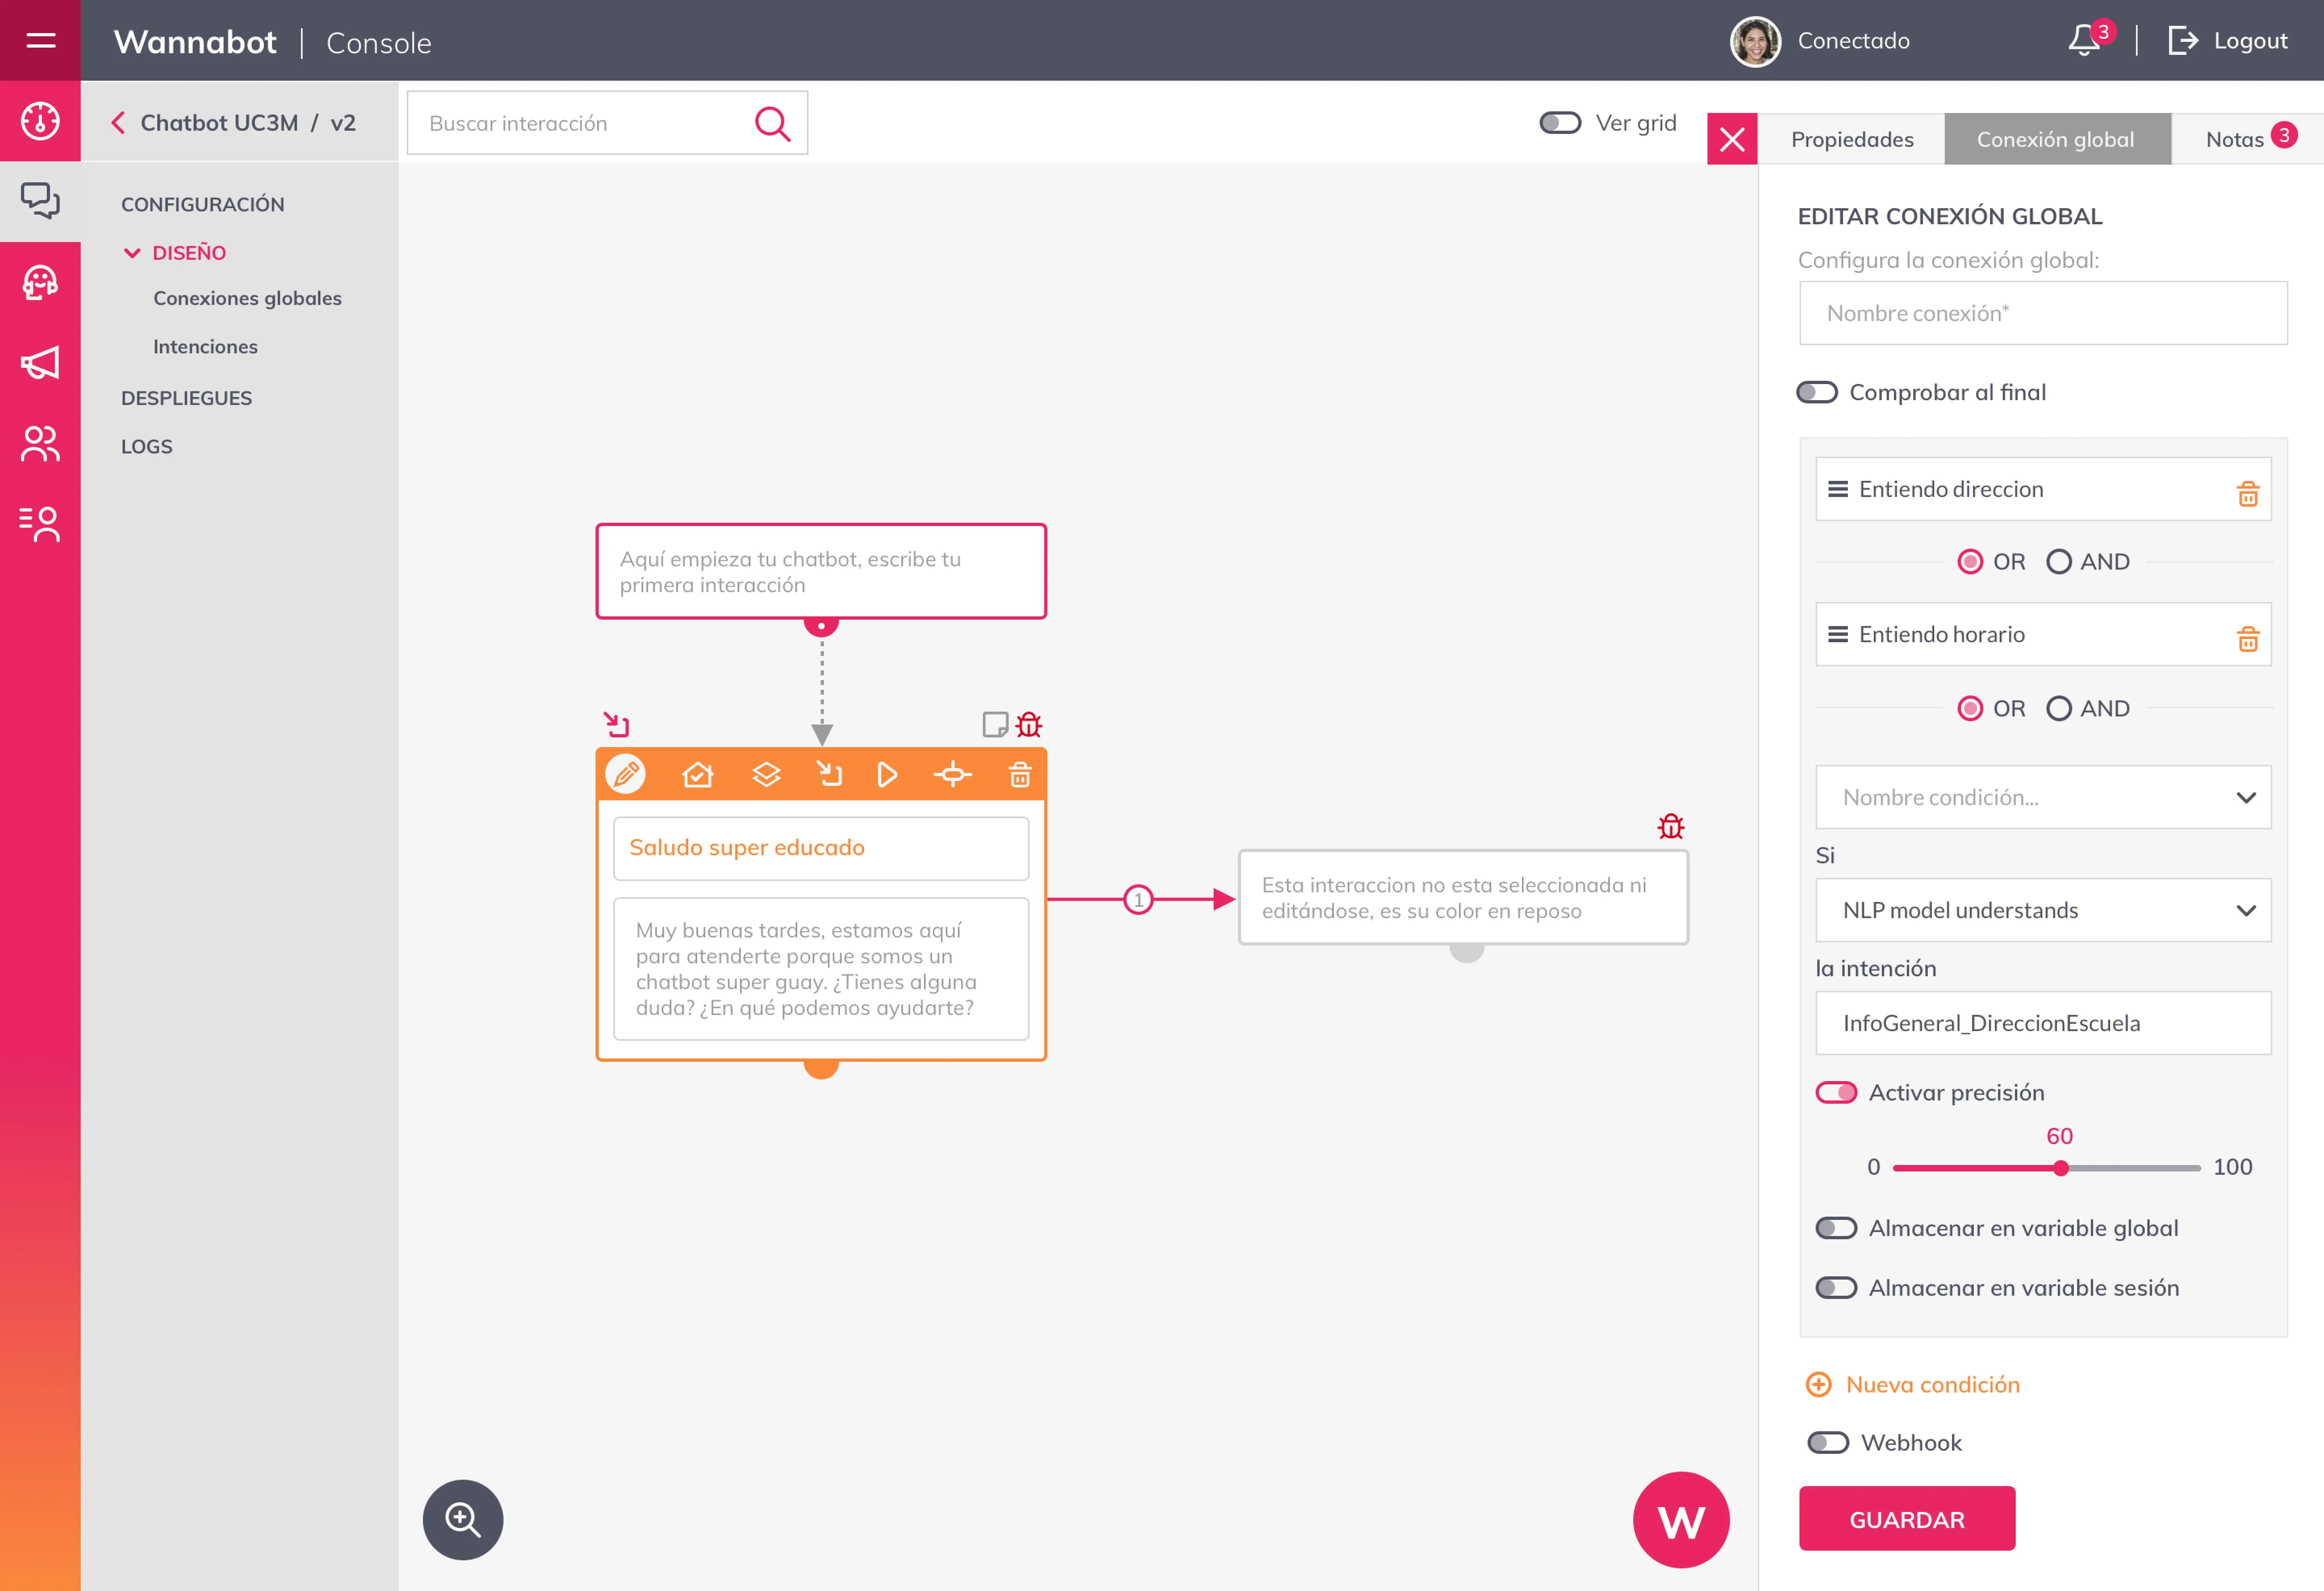 Wannabot | Console
Conectado
3
Logout
Chatbot UC3M / v2
Buscar interacción
Ver grid
Propiedades
Conexión global
Notas 3
CONFIGURACIÓN
DISEÑO
Conexiones globales
Intenciones
DESPLIEGUES
LOGS
Aquí empieza tu chatbot, escribe tu
primera interacción
Saludo super educado
Muy buenas tardes, estamos aquí
para atenderte porque somos un
chatbot super guay. ¿Tienes alguna
duda? ¿En qué podemos ayudarte?
1
Esta interaccion no esta seleccionada ni
editándose, es su color en reposo
W
EDITAR CONEXIÓN GLOBAL
Configura la conexión global:
Nombre conexión*
Comprobar al final
Entiendo direccion
OR AND
Entiendo horario
OR AND
Nombre condición...
Si
NLP model understands
la intención
InfoGeneral_DireccionEscuela
Activar precisión
60
0 100
Almacenar en variable global
Almacenar en variable sesión
Nueva condición
Webhook
GUARDAR